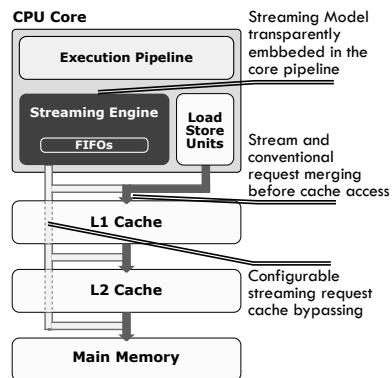 CPU Core
Execution Pipeline
Streaming Engine
FIFOs
Load
Store
Units
L1 Cache
L2 Cache
Main Memory
Streaming Model
transparently
embbeded in the
core pipeline
Stream and
conventional
request merging
before cache access
Configurable
streaming request
cache bypassing